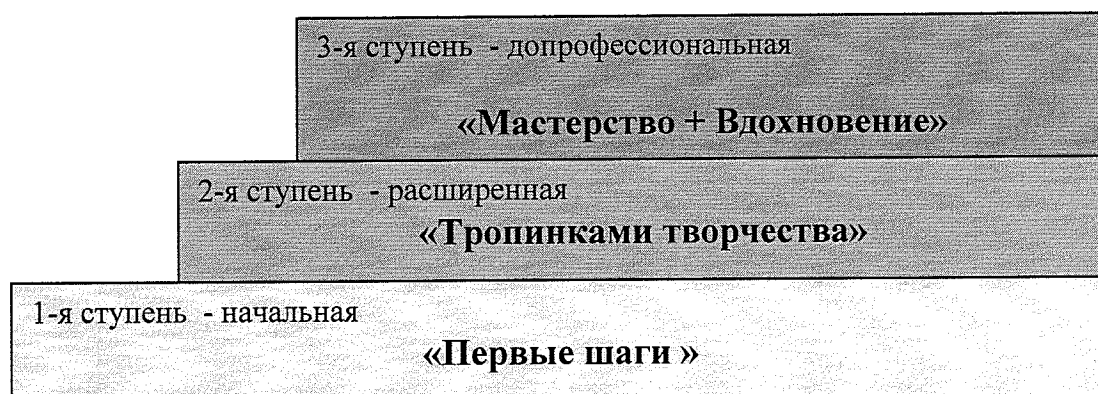 3-я ступень - допрофессиональная
«Мастерство + Вдохновение»
2-я ступень - расширенная
«Тропинками творчества»
1-я ступень - начальная
«Первые шаги »